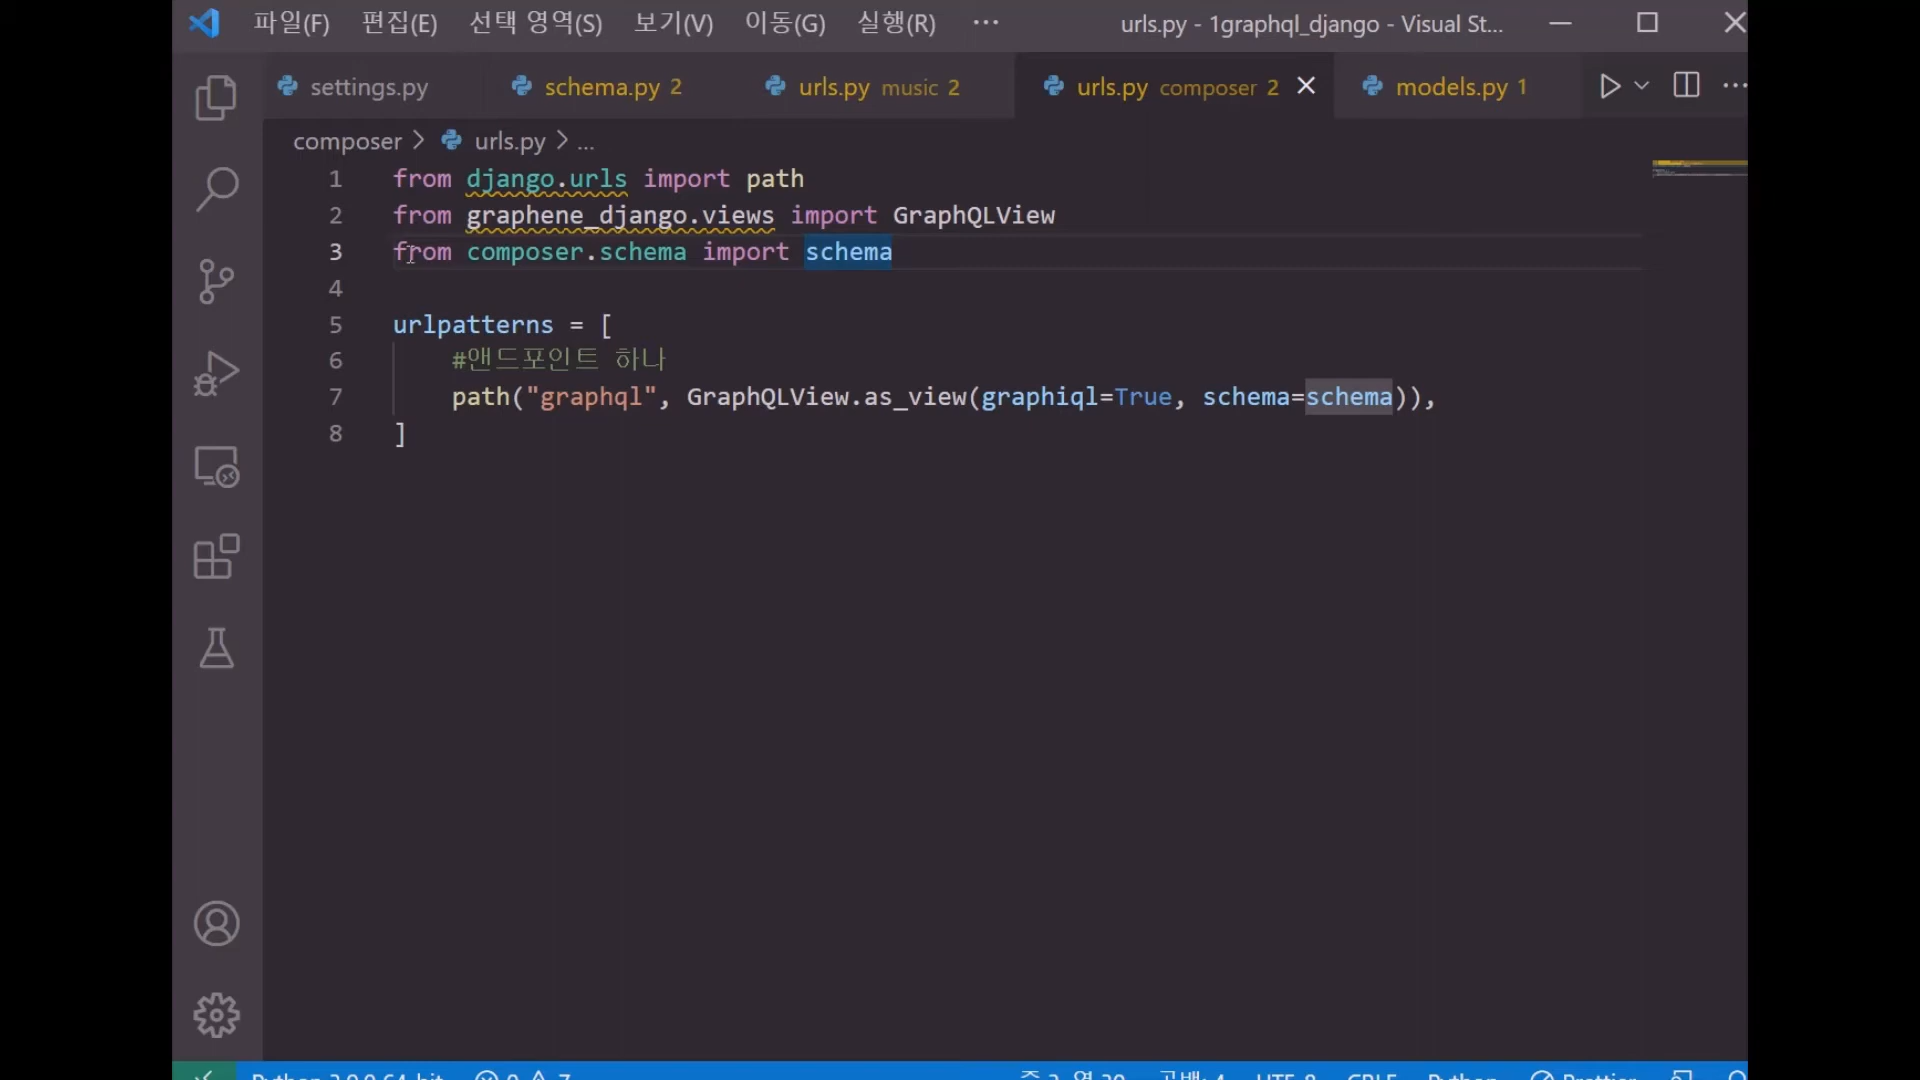 파일(F) 편집(E) 선택 영역(S) 보기(V) 이동(G) 실행(R) ··· urls.py - 1graphql_django - Visual St...
settings.py schema.py 2 urls.py music 2 urls.py composer 2 models.py 1
composer > urls.py > ...
1 from django.urls import path
2 from graphene_django.views import GraphQLView
3 from composer.schema import schema
4
5 urlpatterns = [
6 #앤드포인트 하나
7 path("graphql", GraphQLView.as_view(graphiql=True, schema=schema)),
8 ]